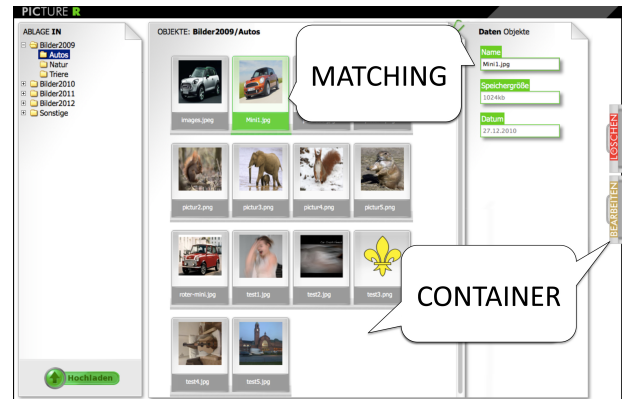 PICTURE R
ABLAGE IN
Bilder2009
Autos
Natur
Triere
Bilder2010
Bilder2011
Bilder2012
Sonstige
Hochladen
OBJEKTE: Bilder2009/Autos
images.jpeg
Mini1.jpg
pictur2.png
pictur3.png
pictur4.png
pictur5.png
roter-mini.jpg
test1.jpg
test2.jpg
test3.png
test4.jpg
test5.jpg
MATCHING
CONTAINER
Daten Objekte
Name
Mini1.jpg
Speichergröße
1024kb
Datum
27.12.2010
LÖSCHEN
BEARBEITEN